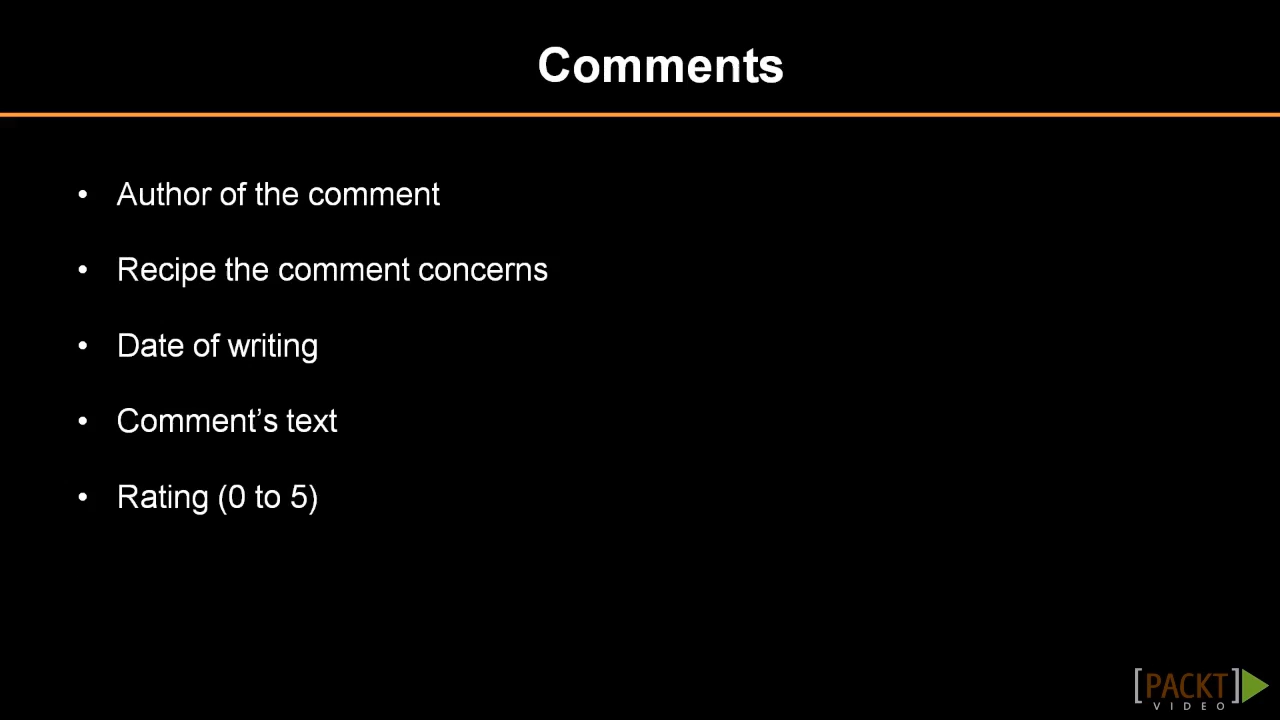 Comments
• Author of the comment
• Recipe the comment concerns
• Date of writing
• Comment’s text
• Rating (0 to 5)
[PACKT]
VIDEO